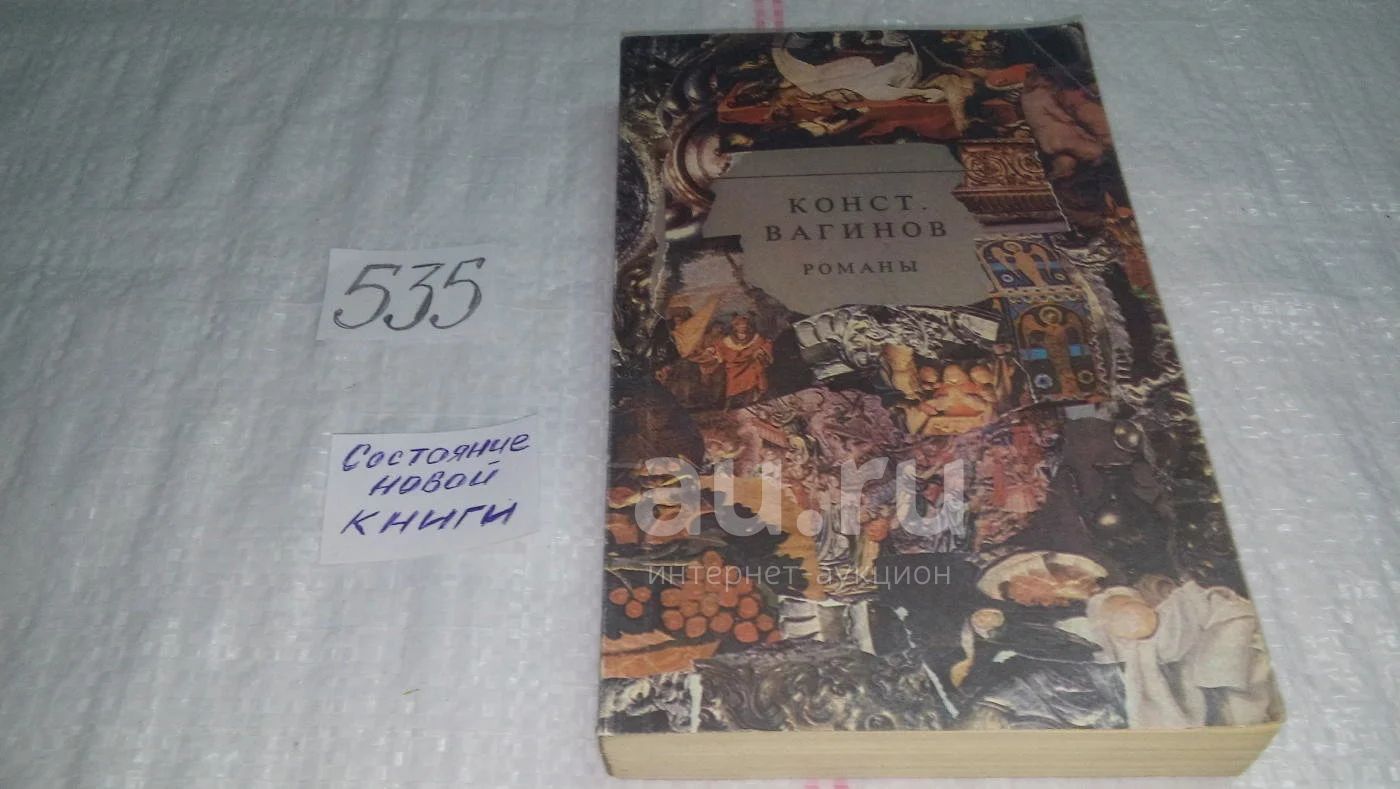 КОНСТ.
ВАГИНОВ
РОМАНЫ
535
Состояние
новой
книги
au.ru
интернет аукцион